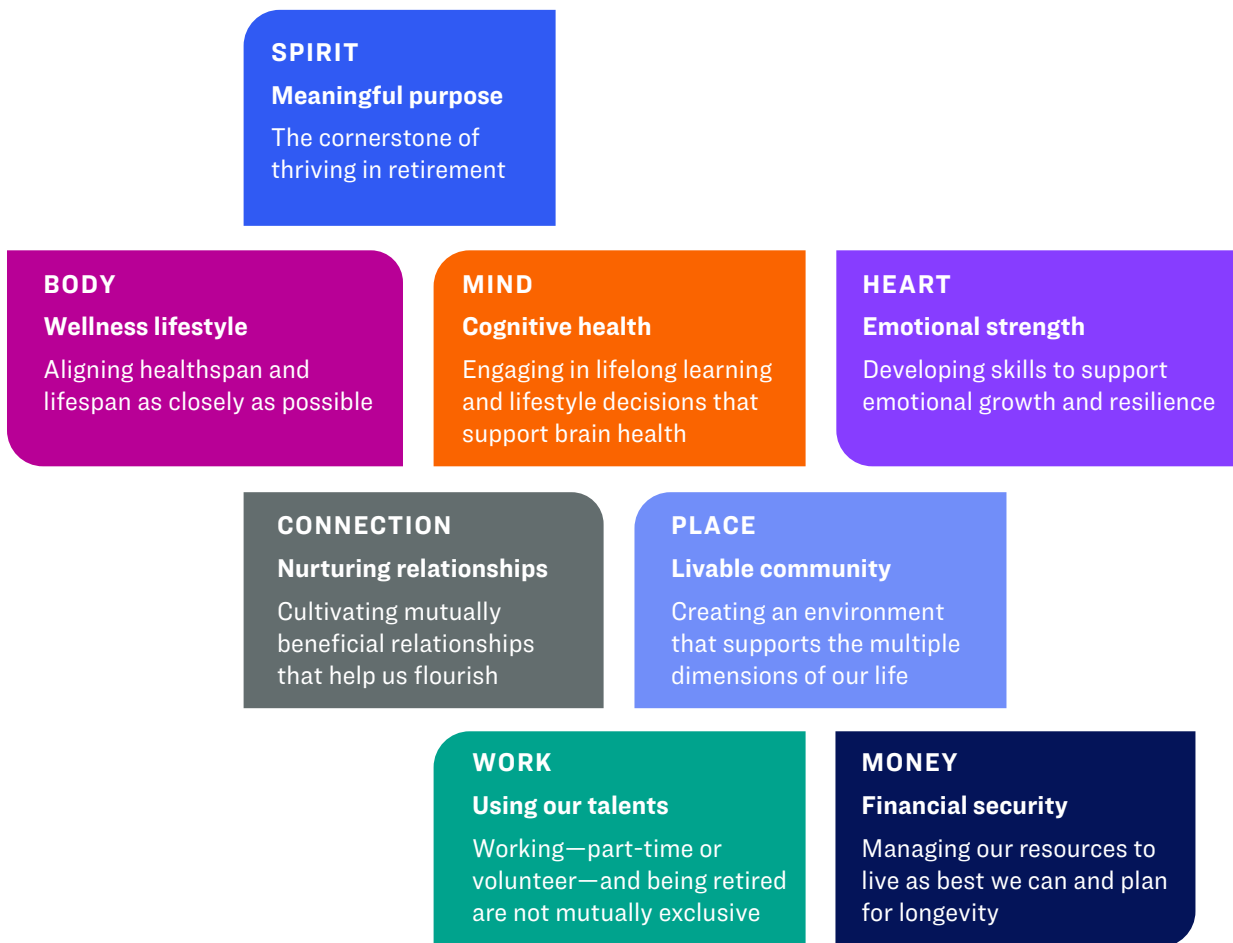 SPIRIT
Meaningful purpose
The cornerstone of
thriving in retirement
BODY
Wellness lifestyle
Aligning healthspan and
lifespan as closely as possible
MIND
Cognitive health
Engaging in lifelong learning
and lifestyle decisions that
support brain health
HEART
Emotional strength
Developing skills to support
emotional growth and resilience
CONNECTION
Nurturing relationships
Cultivating mutually
beneficial relationships
that help us flourish
PLACE
Livable community
Creating an environment
that supports the multiple
dimensions of our life
WORK
Using our talents
Working—part-time or
volunteer—and being retired
are not mutually exclusive
MONEY
Financial security
Managing our resources to
live as best we can and plan
for longevity